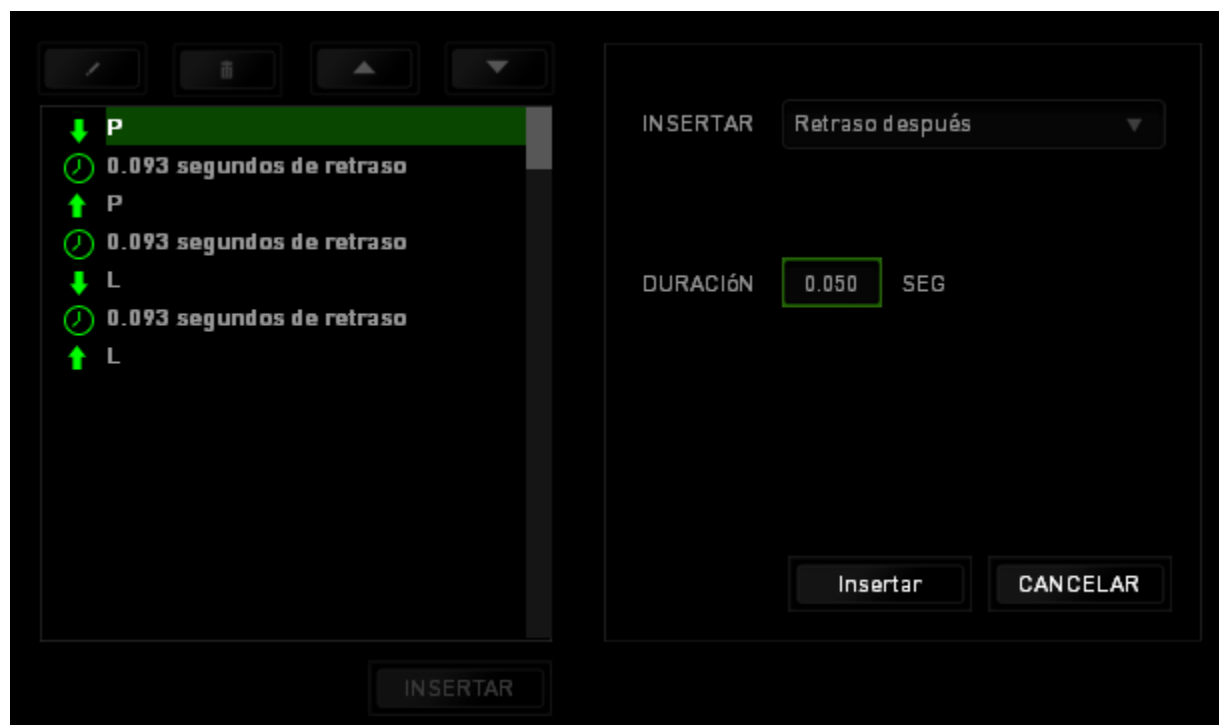 P
0.093 segundos de retraso
P
0.093 segundos de retraso
L
0.093 segundos de retraso
L
INSERTAR
INSERTAR Retraso después
DURACIóN 0.050 SEG
Insertar CANCELAR